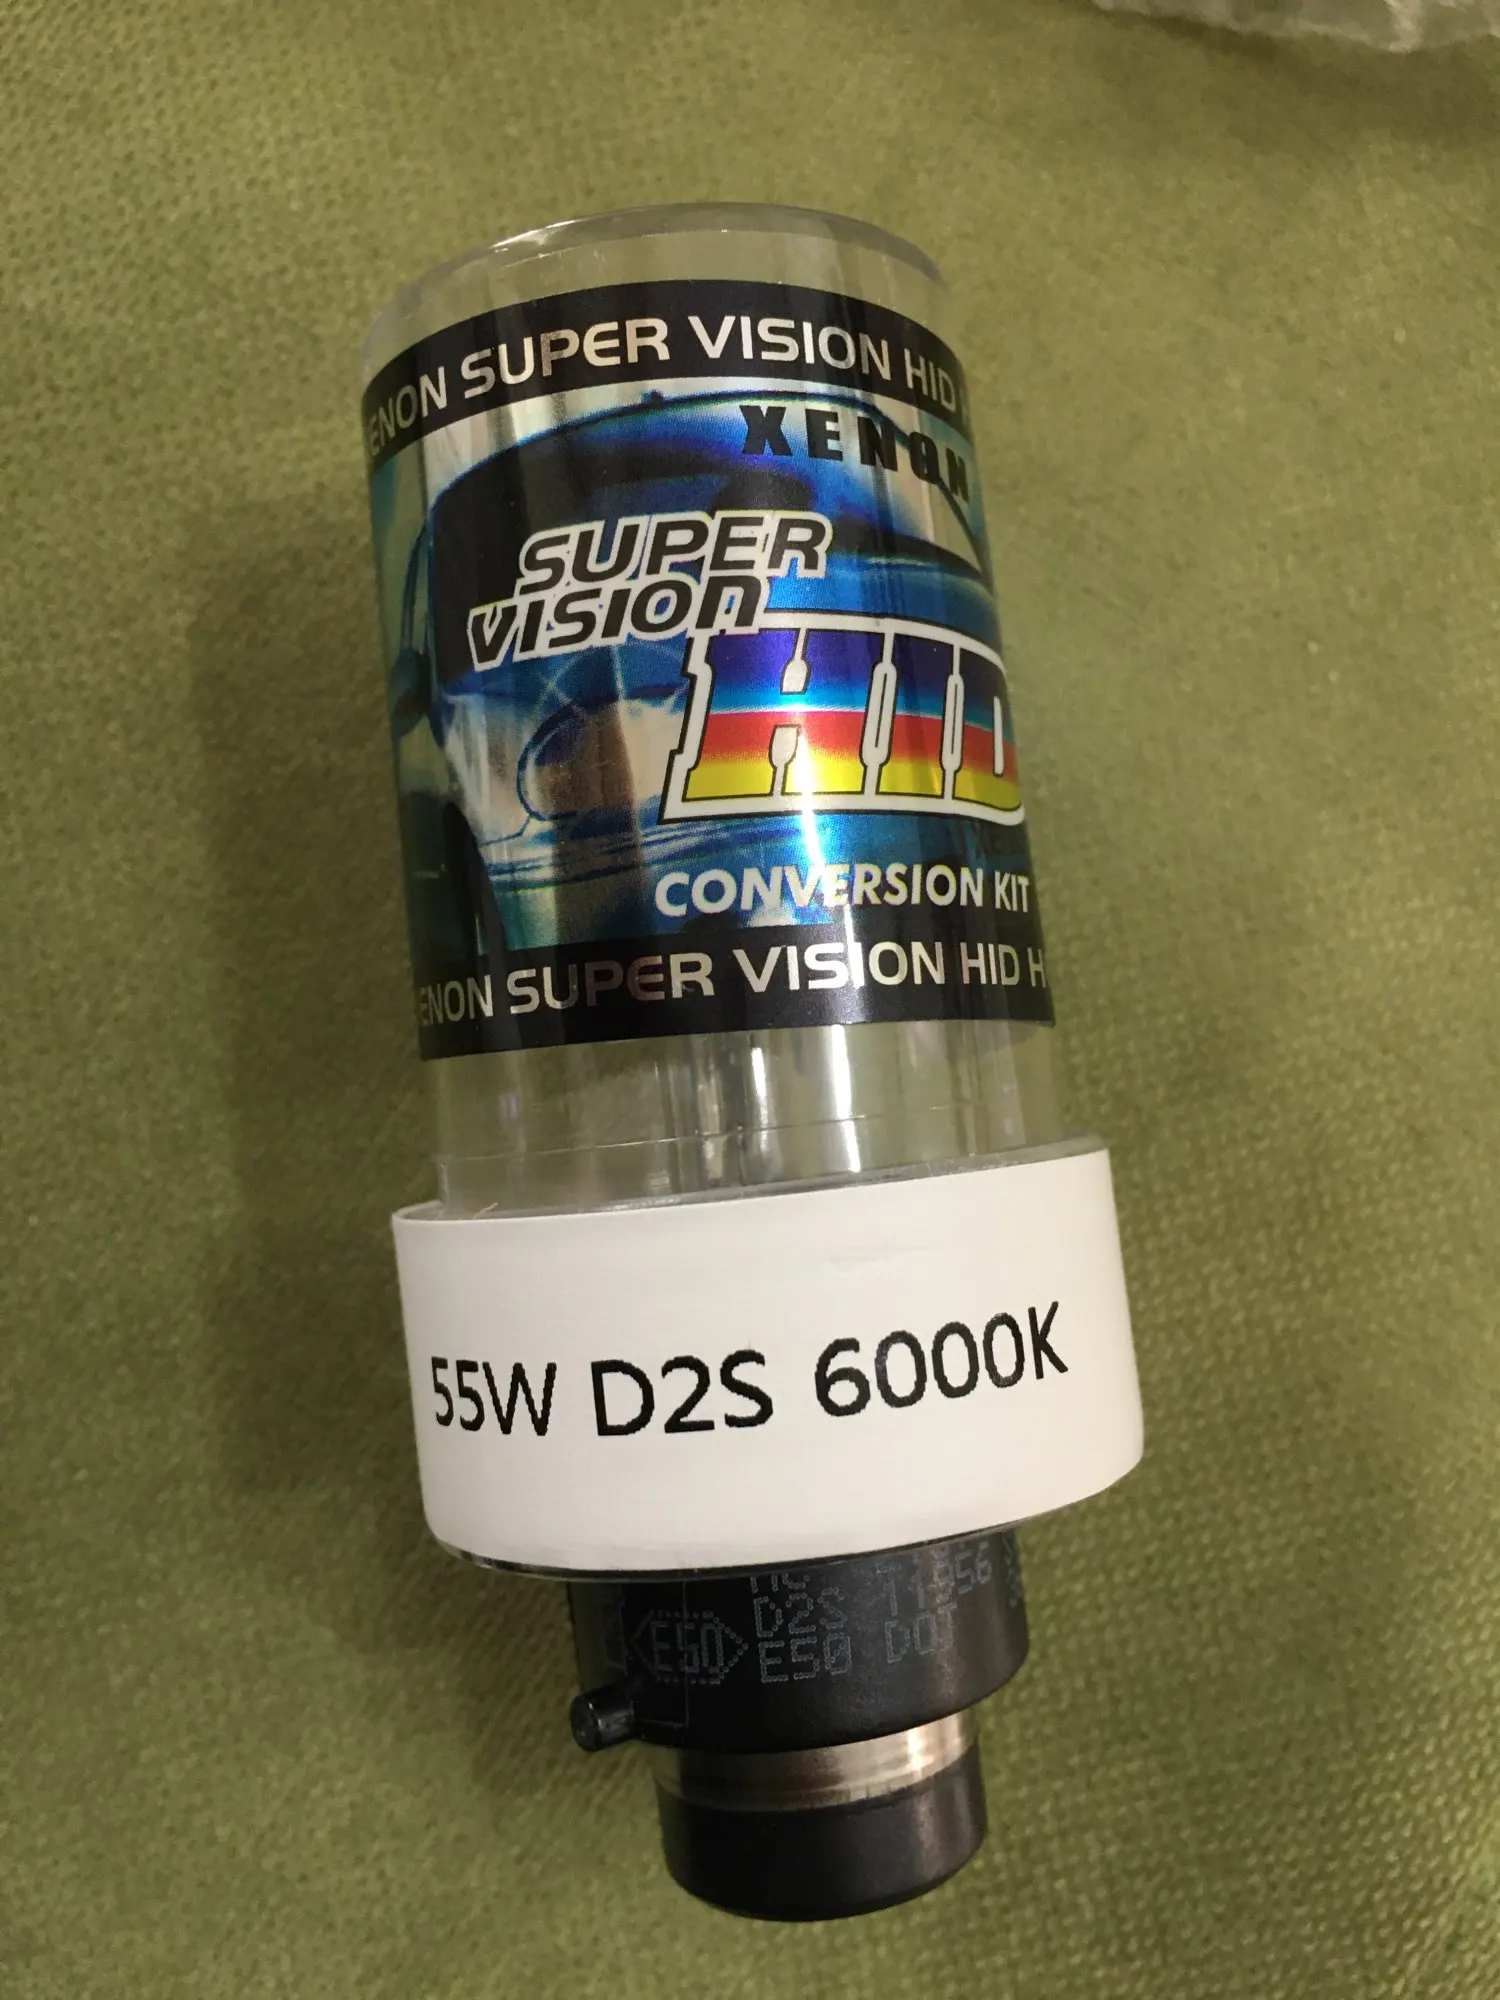 ENON SUPER VISION HID
XENON
SUPER
VISION
HID
CONVERSION KIT
ENON SUPER VISION HID H
55W D2S 6000K
D2S
E50
E50 DOT